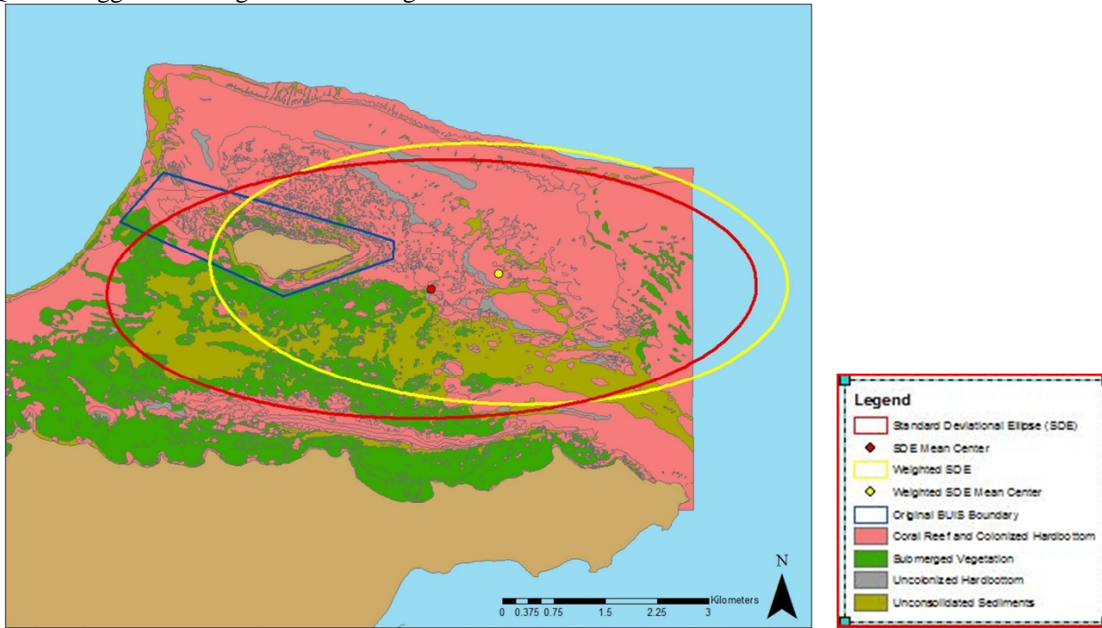 N
Kilometers
0 0.375 0.75 1.5 2.25 3
Legend
Standard Deviational Ellipse (SDE)
SDE Mean Center
Weighted SDE
Weighted SDE Mean Center
Original BUIS Boundary
Coral Reef and Colonized Hardbottom
Submerged Vegetation
Uncolonized Hardbottom
Unconsolidated Sediments